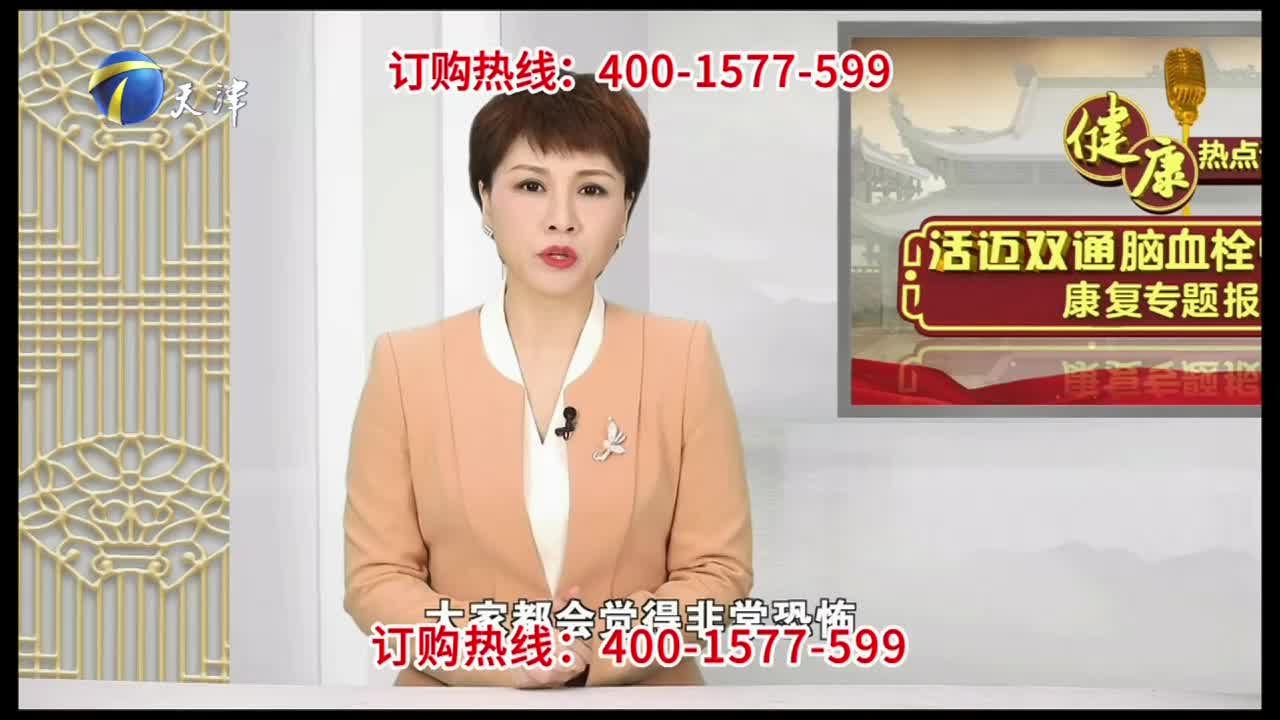 订购热线：400-1577-599
天津
健康
热点
活迈双通脑血栓
康复专题报
大家都会觉得非常恐怖
订购热线：400-1577-599